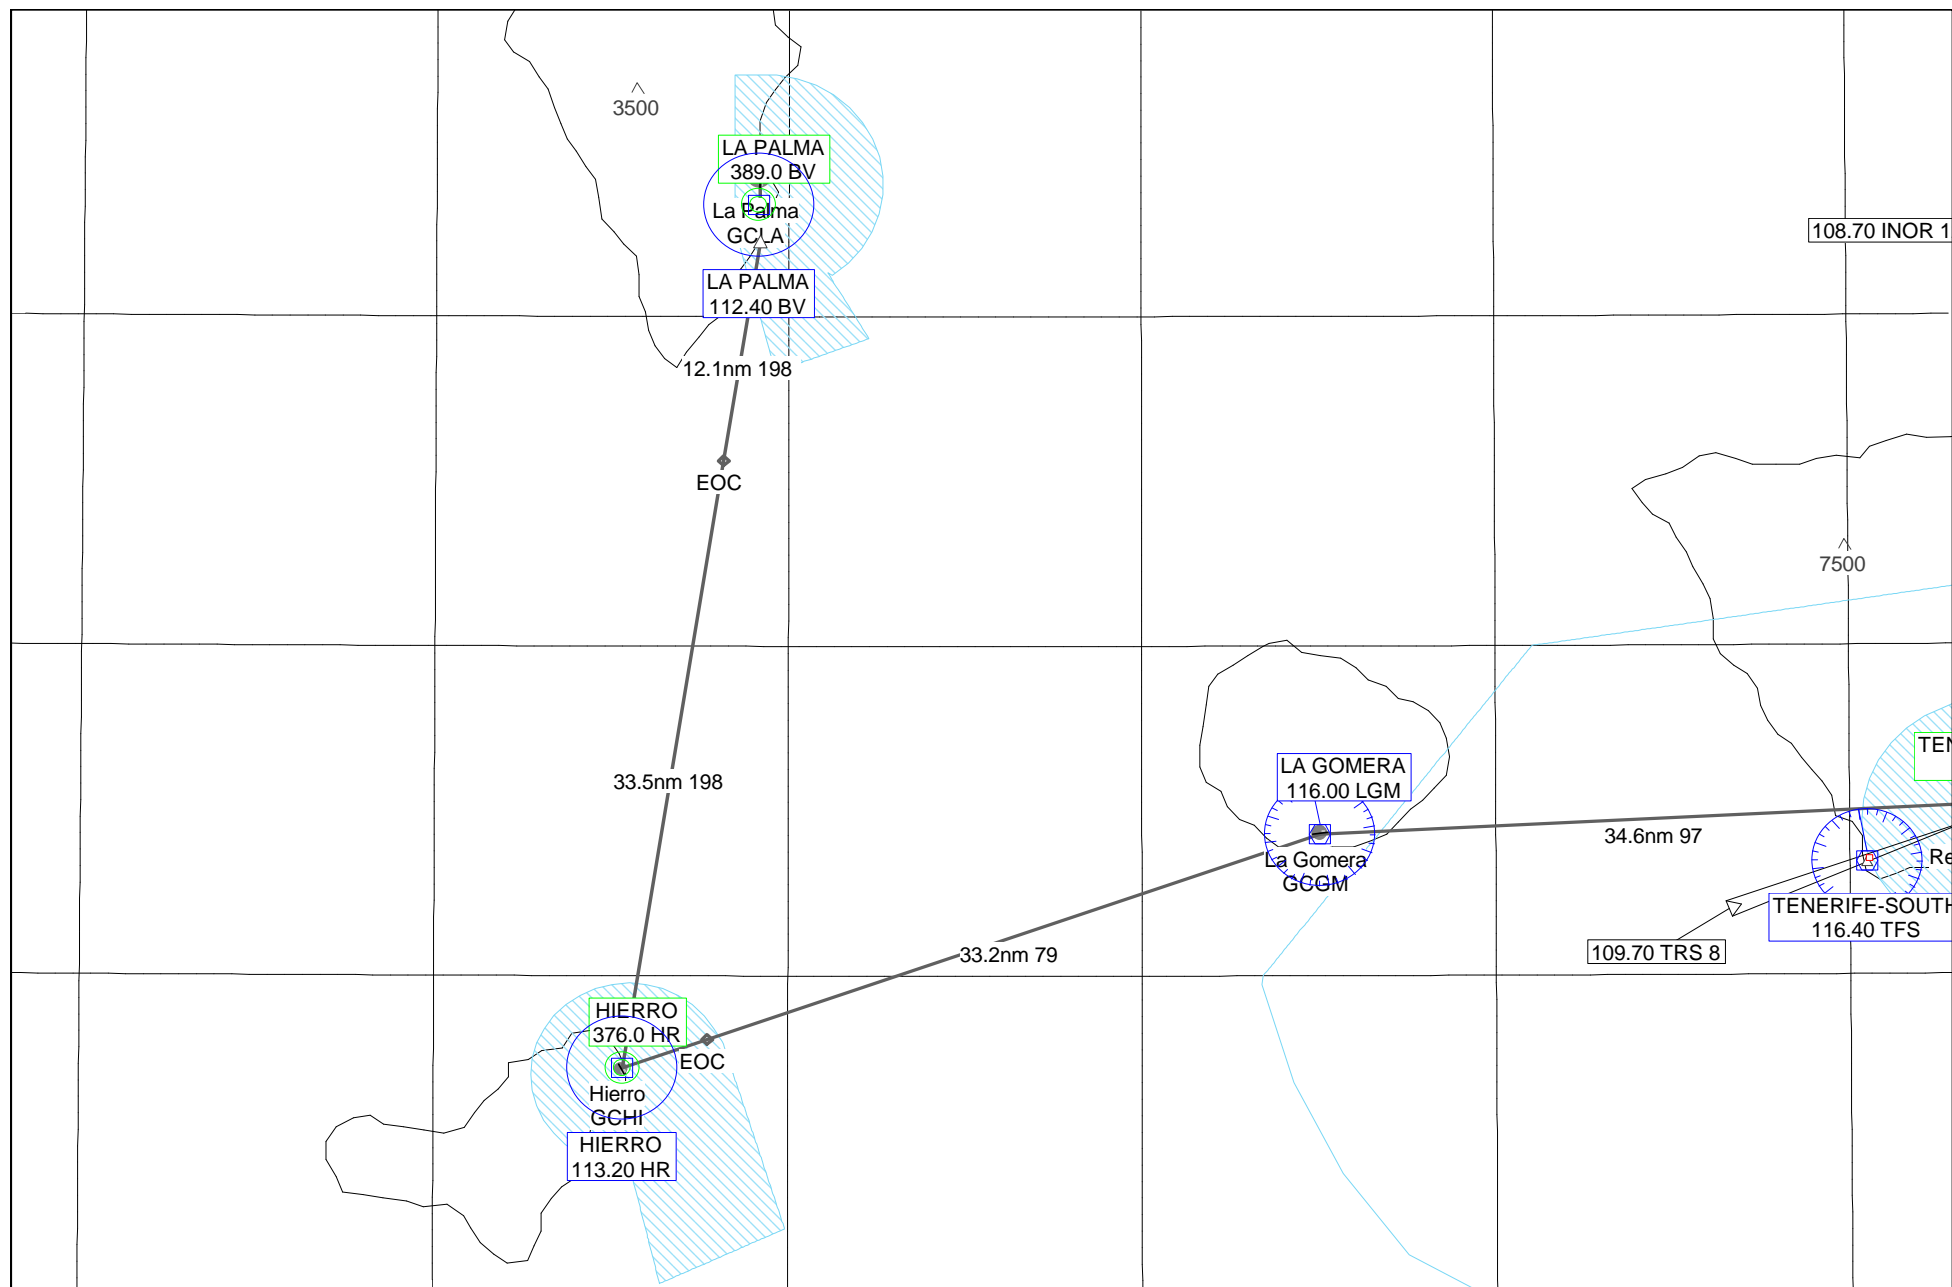 3500
LA PALMA
389.0 BV
La Palma
GCLA
LA PALMA
112.40 BV
108.70 INOR 1
12.1nm 198
EOC
7500
33.5nm 198
LA GOMERA
116.00 LGM
La Gomera
GCGM
34.6nm 97
TEN
Re
TENERIFE-SOUTH
116.40 TFS
109.70 TRS 8
33.2nm 79
HIERRO
376.0 HR
EOC
Hierro
GCHI
HIERRO
113.20 HR